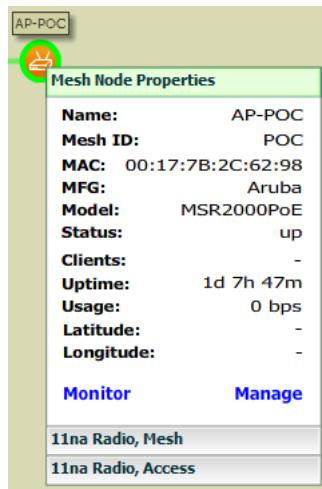 AP-POC
Mesh Node Properties
Name: AP-POC
Mesh ID: POC
MAC: 00:17:7B:2C:62:98
MFG: Aruba
Model: MSR2000PoE
Status: up
Clients: -
Uptime: 1d 7h 47m
Usage: 0 bps
Latitude: -
Longitude: -
Monitor Manage
11na Radio, Mesh
11na Radio, Access